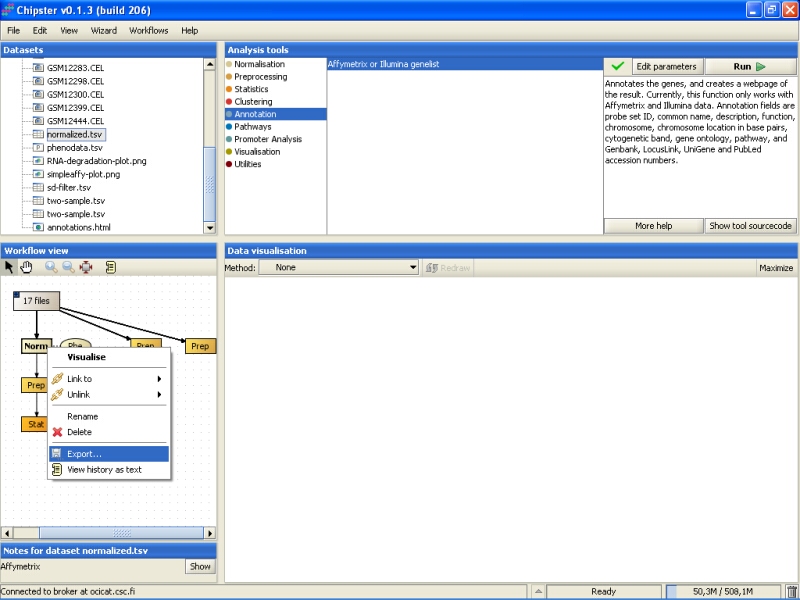 Chipster v0.1.3 (build 206)
File Edit View Wizard Workflows Help
Datasets
GSM12283.CEL
GSM12298.CEL
GSM12300.CEL
GSM12399.CEL
GSM12444.CEL
normalized.tsv
phenodata.tsv
RNA-degradation-plot.png
simpleaffy-plot.png
sd-filter.tsv
two-sample.tsv
two-sample.tsv
annotations.html
Analysis tools
Normalisation
Preprocessing
Statistics
Clustering
Annotation
Pathways
Promoter Analysis
Visualisation
Utilities
Affymetrix or Illumina genelist
Edit parameters
Run
Annotates the genes, and creates a webpage of
the result. Currently, this function only works with
Affymetrix and Illumina data. Annotation fields are
probe set ID, common name, description, function,
chromosome, chromosome location in base pairs,
cytogenetic band, gene ontology, pathway, and
Genbank, LocusLink, UniGene and PubLed
accession numbers.
More help
Show tool sourcecode
Workflow view
17 files
Norm
Phe
Prep
Prep
Prep
Stat
Visualise
Link to
Unlink
Rename
Delete
Export...
View history as text
Data visualisation
Method: None
Redraw
Maximize
Notes for dataset normalized.tsv
Affymetrix
Show
Connected to broker at ocicat.csc.fi
Ready
50,3M / 508,1M